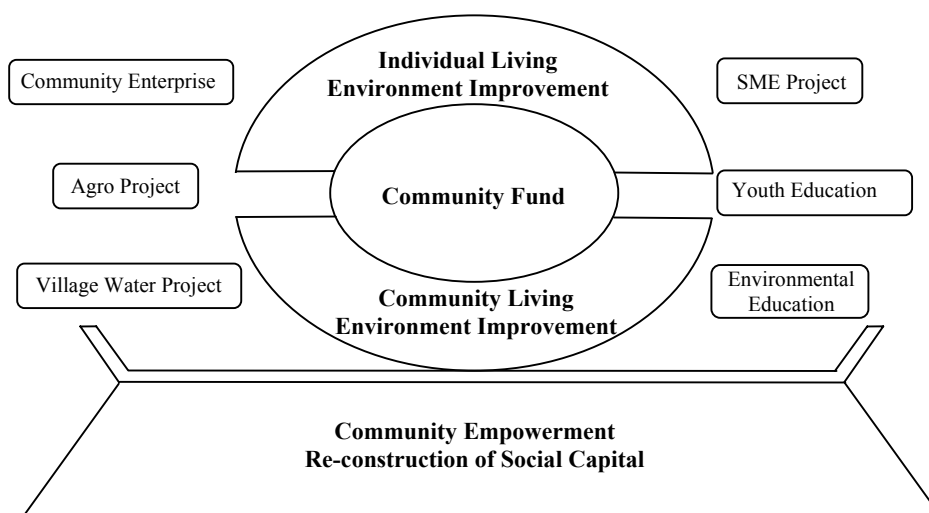 Individual Living
Environment Improvement
Community Enterprise
SME Project
Agro Project
Community Fund
Youth Education
Village Water Project
Community Living
Environment Improvement
Environmental
Education
Community Empowerment
Re-construction of Social Capital